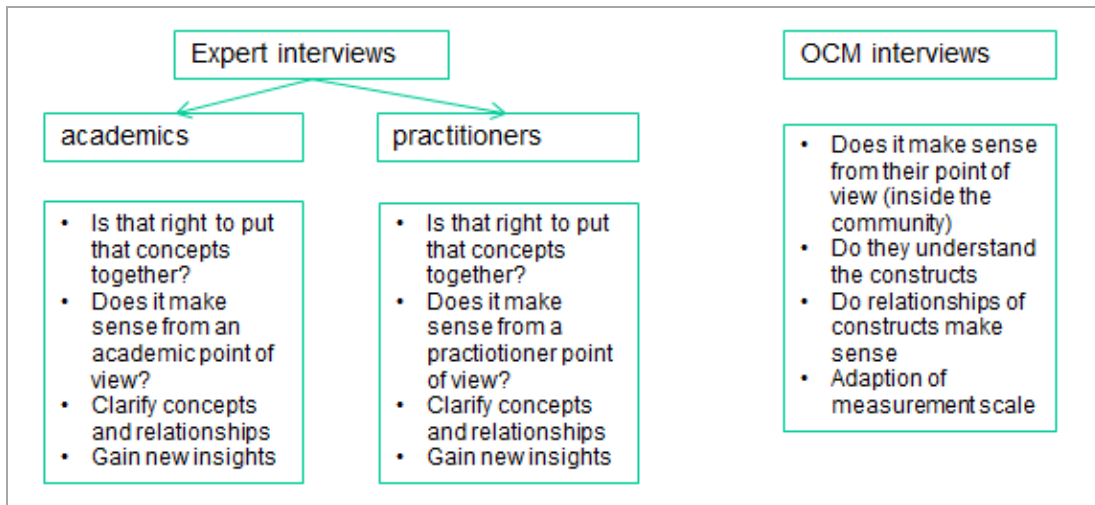 Expert interviews
academics
• Is that right to put
that concepts
together?
• Does it make
sense from an
academic point of
view?
• Clarify concepts
and relationships
• Gain new insights
practitioners
• Is that right to put
that concepts
together?
• Does it make
sense from a
practiotioner point
of view?
• Clarify concepts
and relationships
• Gain new insights
OCM interviews
• Does it make sense
from their point of
view (inside the
community)
• Do they understand
the constructs
• Do relationships of
constructs make
sense
• Adaption of
measurement scale